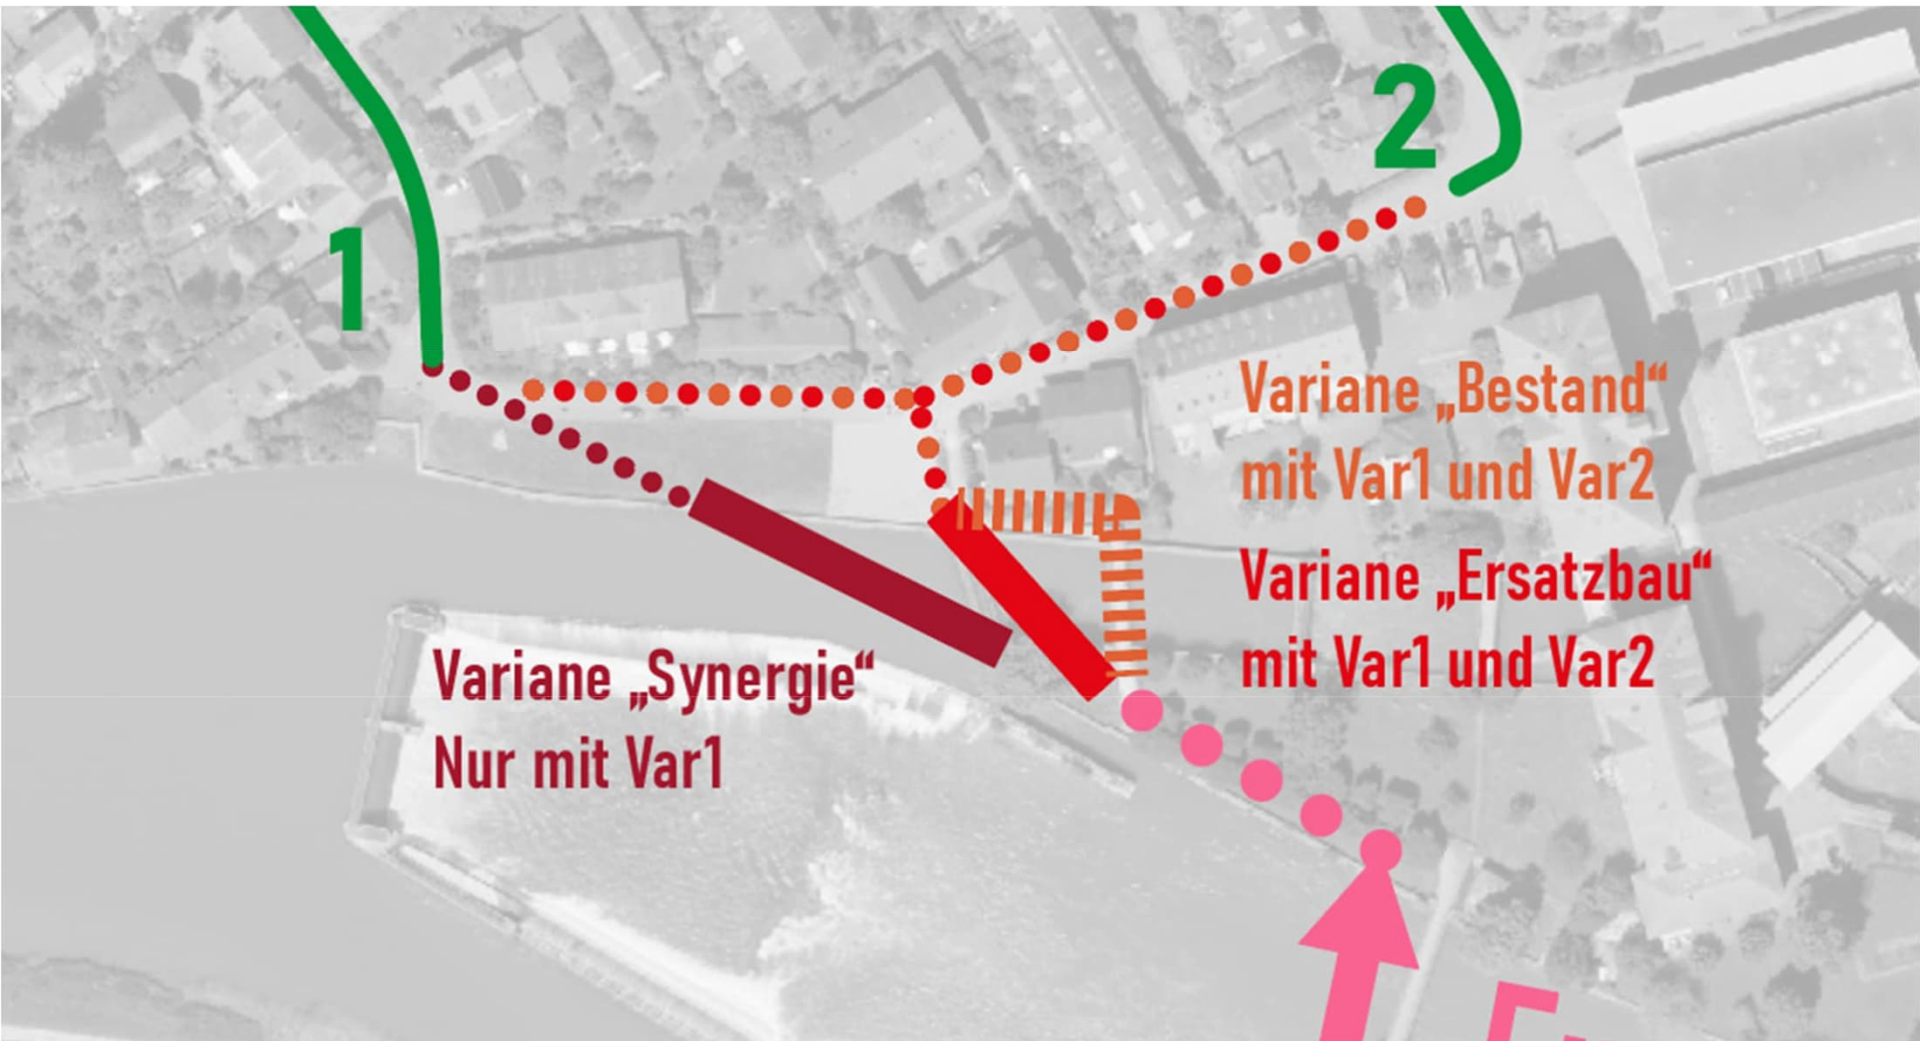 2
1
Variane „Bestand“
mit Var1 und Var2
Variane „Ersatzbau“
mit Var1 und Var2
Variane „Synergie“
Nur mit Var1